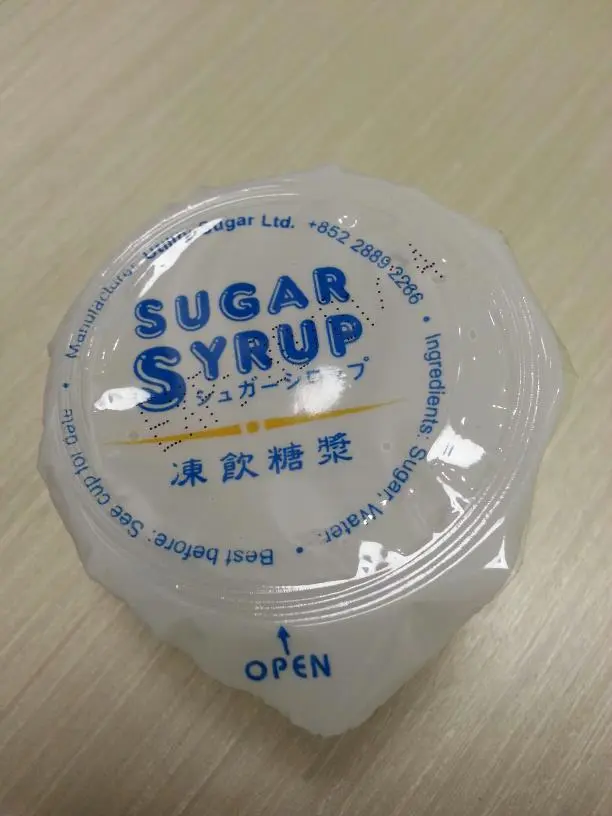 Manufacturer: Utility Sugar Ltd. +852 2889 2266 • Ingredients: Sugar, Water. • Best before: See cup for date •
SUGAR
SYRUP
シュガーシロップ
凍飲糖漿
OPEN